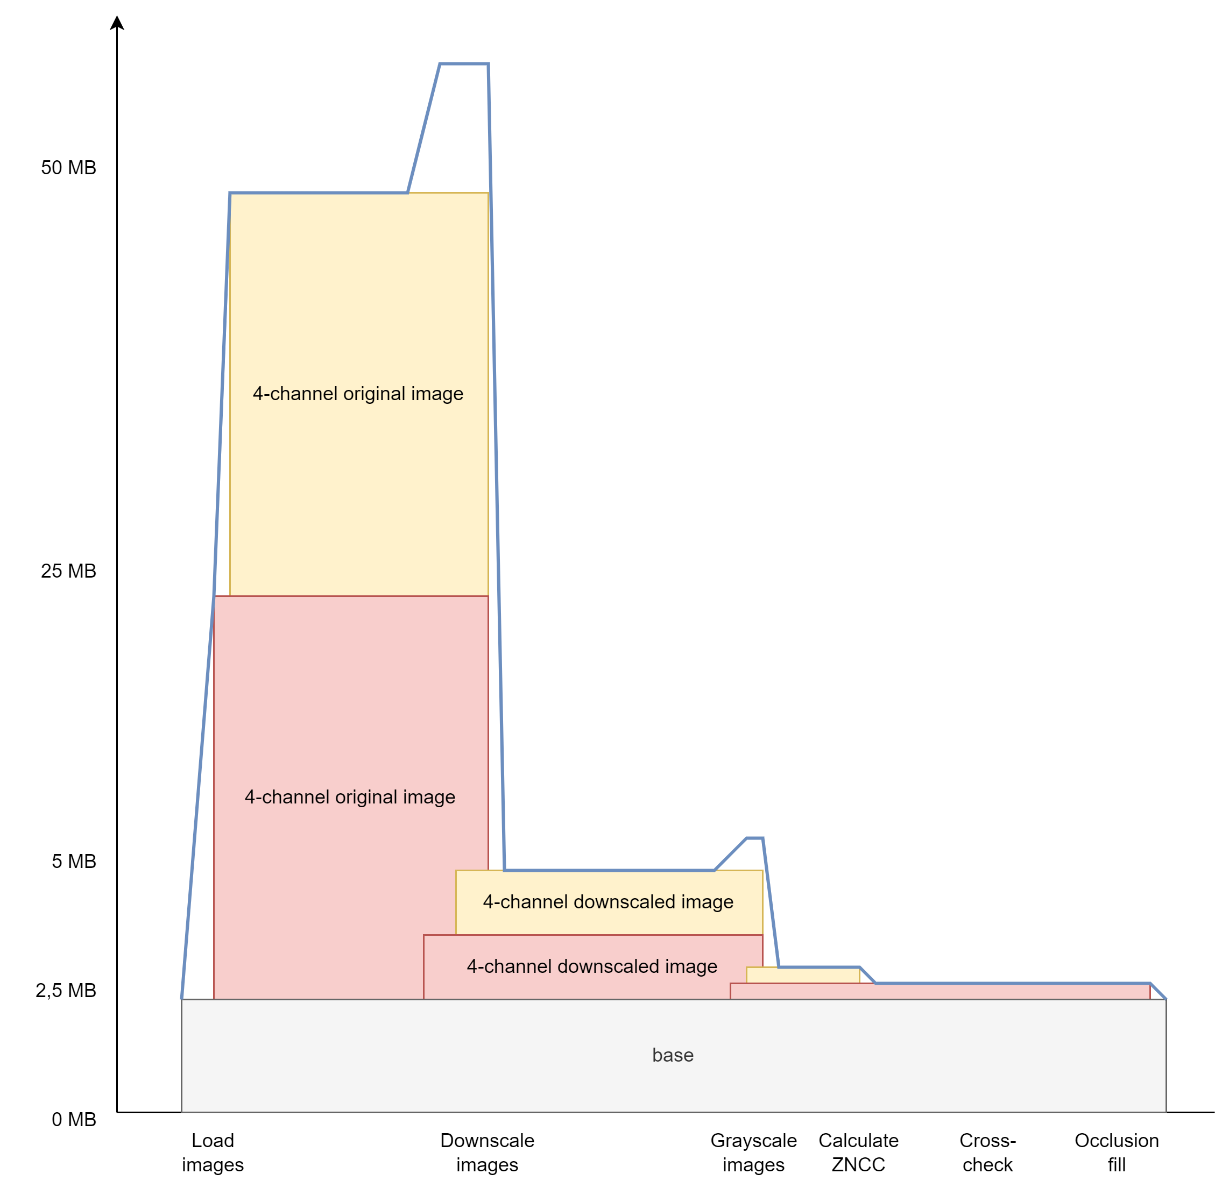 50 MB
4-channel original image
25 MB
4-channel original image
5 MB
4-channel downscaled image
4-channel downscaled image
2,5 MB
base
0 MB
Load
images
Downscale
images
Grayscale
images
Calculate
ZNCC
Cross-
check
Occlusion
fill